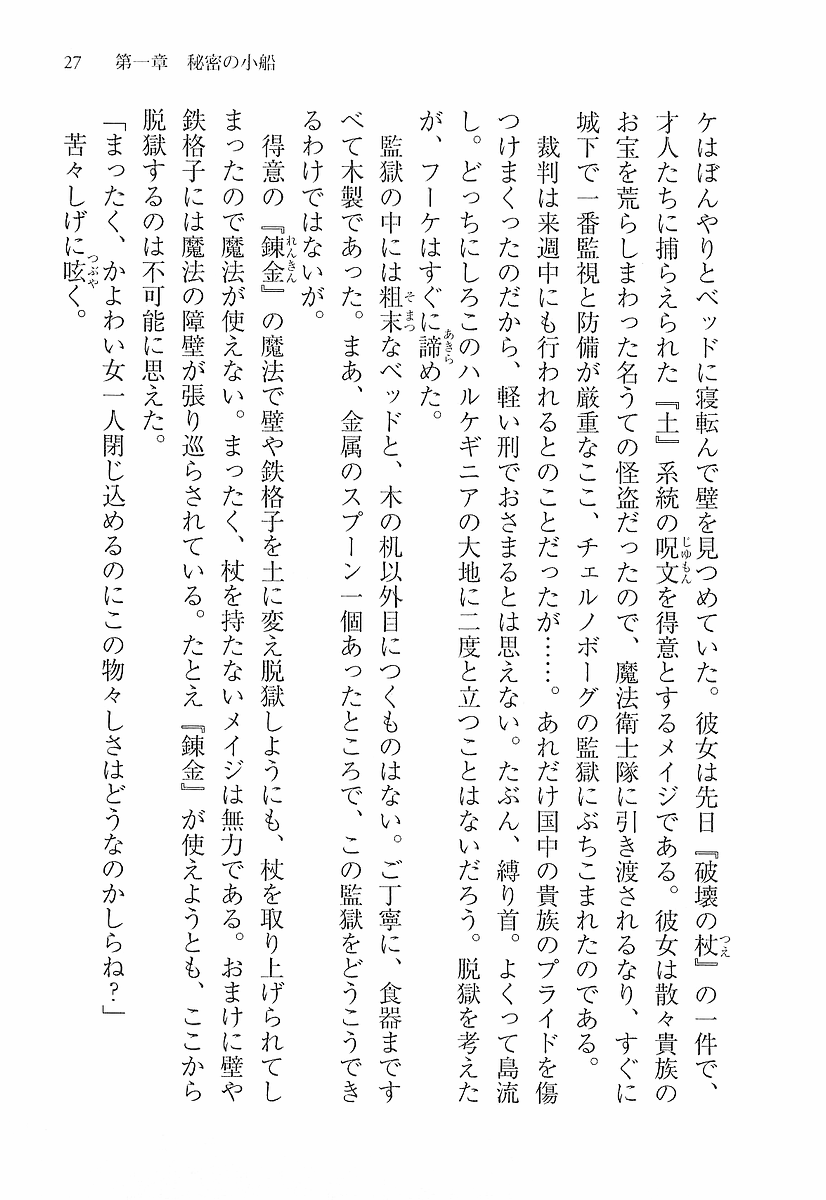 27　第一章　秘密の小船
ケはぼんやりとベッドに寝転んで壁を見つめていた。彼女は先日『破壊の杖』の一件で、
才人たちに捕らえられた『土』系統の呪文を得意とするメイジである。彼女は散々貴族の
お宝を荒らしまわった名うての怪盗だったので、魔法衛士隊に引き渡されるなり、すぐに
城下で一番監視と防備が厳重なここ、チェルノボーグの監獄にぶちこまれたのである。
　裁判は来週中にも行われるとのことだったが……。あれだけ国中の貴族のプライドを傷
つけまくったのだから、軽い刑でおさまるとは思えない。たぶん、縛り首。よくって島流
し。どっちにしろこのハルケギニアの大地に二度と立つことはないだろう。脱獄を考えた
が、フーケはすぐに諦めた。
　監獄の中には粗末なベッドと、木の机以外目につくものはない。ご丁寧に、食器まです
べて木製であった。まあ、金属のスプーン一個あったところで、この監獄をどうこうでき
るわけではないが。
　得意の『錬金』の魔法で壁や鉄格子を土に変え脱獄しようにも、杖を取り上げられてし
まったので魔法が使えない。まったく、杖を持たないメイジは無力である。おまけに壁や
鉄格子には魔法の障壁が張り巡らされている。たとえ『錬金』が使えようとも、ここから
脱獄するのは不可能に思えた。
「まったく、かよわい女一人閉じ込めるのにこの物々しさはどうなのかしらね？」
　苦々しげに呟く。